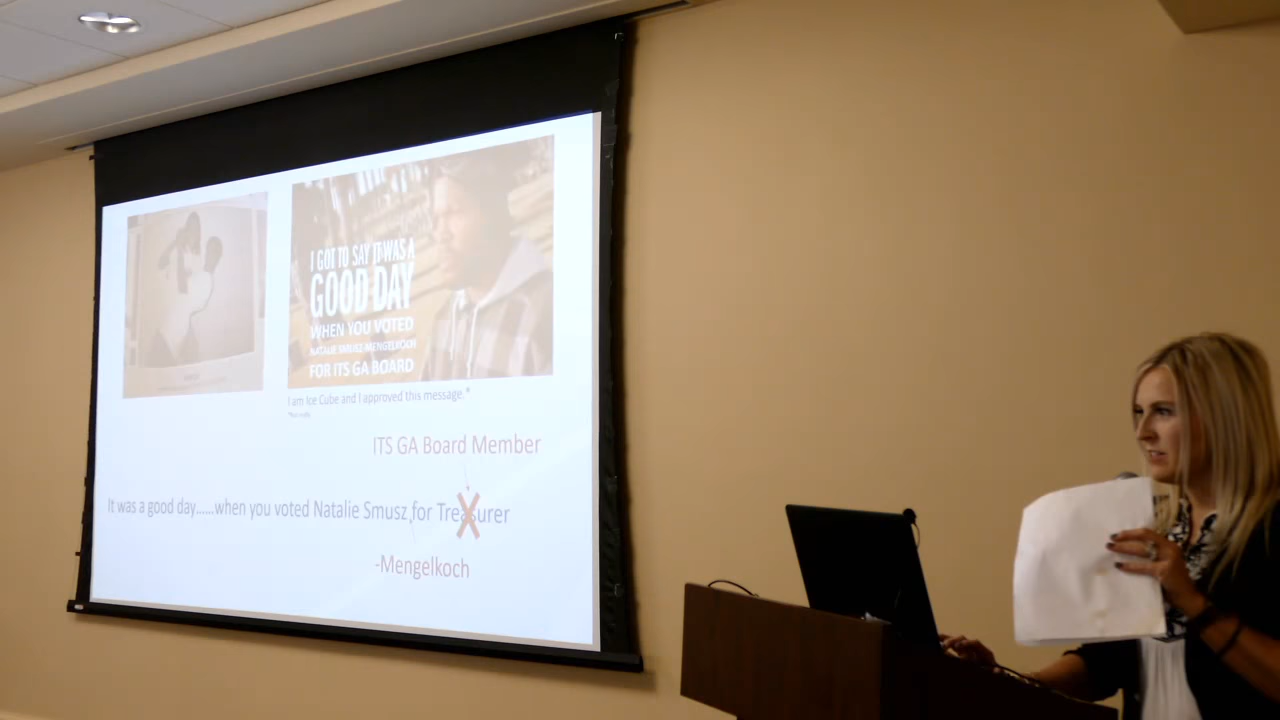 I GOT TO SAY IT WAS A
GOOD DAY
WHEN YOU VOTED
NATALIE SMUSZ-MENGELKOCH
FOR ITS GA BOARD
I am Ice Cube and I approved this message.*
ITS GA Board Member
It was a good day......when you voted Natalie Smusz for Treasurer
-Mengelkoch